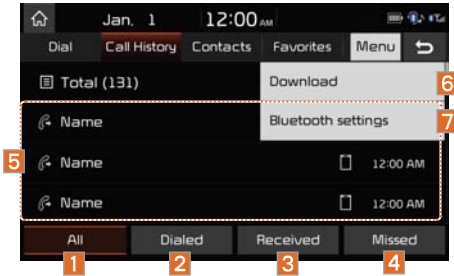 Jan. 1 12:00 AM
Dial Call History Contacts Favorites Menu
Total (131) Download 6
Name Bluetooth settings 7
5 Name 12:00 AM
Name 12:00 AM
All Dialed Received Missed
1 2 3 4